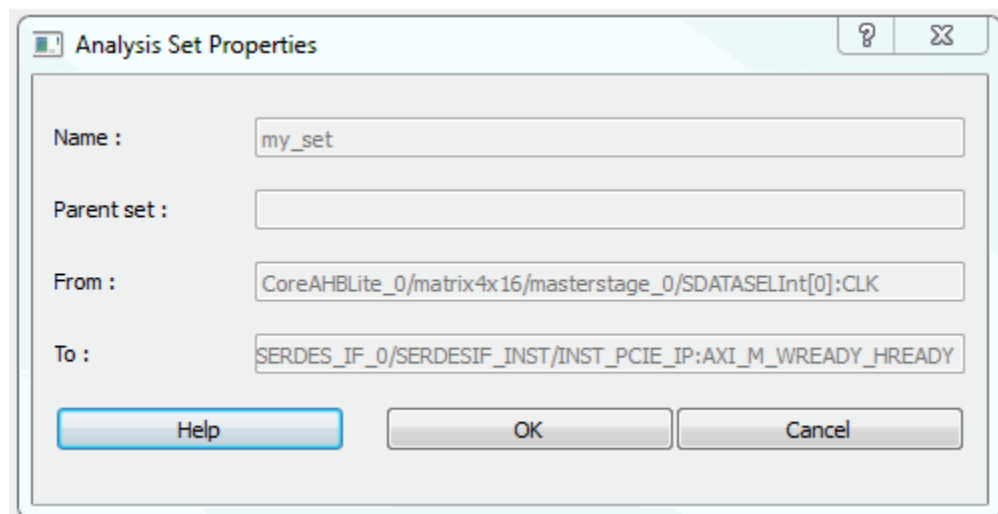 Analysis Set Properties
Name : my_set
Parent set :
From : CoreAHBLite_0/matrix4x16/masterstage_0/SDATASELInt[0]:CLK
To : SERDES_IF_0/SERDESIF_INST/INST_PCIE_IP:AXI_M_WREADY_HREADY
Help OK Cancel